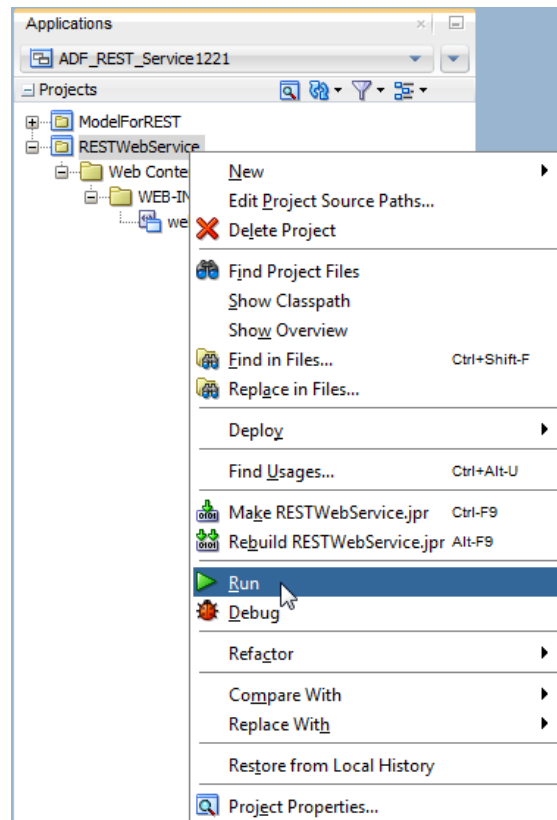 Applications
ADF_REST_Service1221
Projects
ModelForREST
RESTWebService
Web Conte
WEB-IN
we
New
Edit Project Source Paths...
Delete Project
Find Project Files
Show Classpath
Show Overview
Find in Files... Ctrl+Shift-F
Replace in Files...
Deploy
Find Usages... Ctrl+Alt-U
Make RESTWebService.jpr Ctrl-F9
Rebuild RESTWebService.jpr Alt-F9
Run
Debug
Refactor
Compare With
Replace With
Restore from Local History
Project Properties...